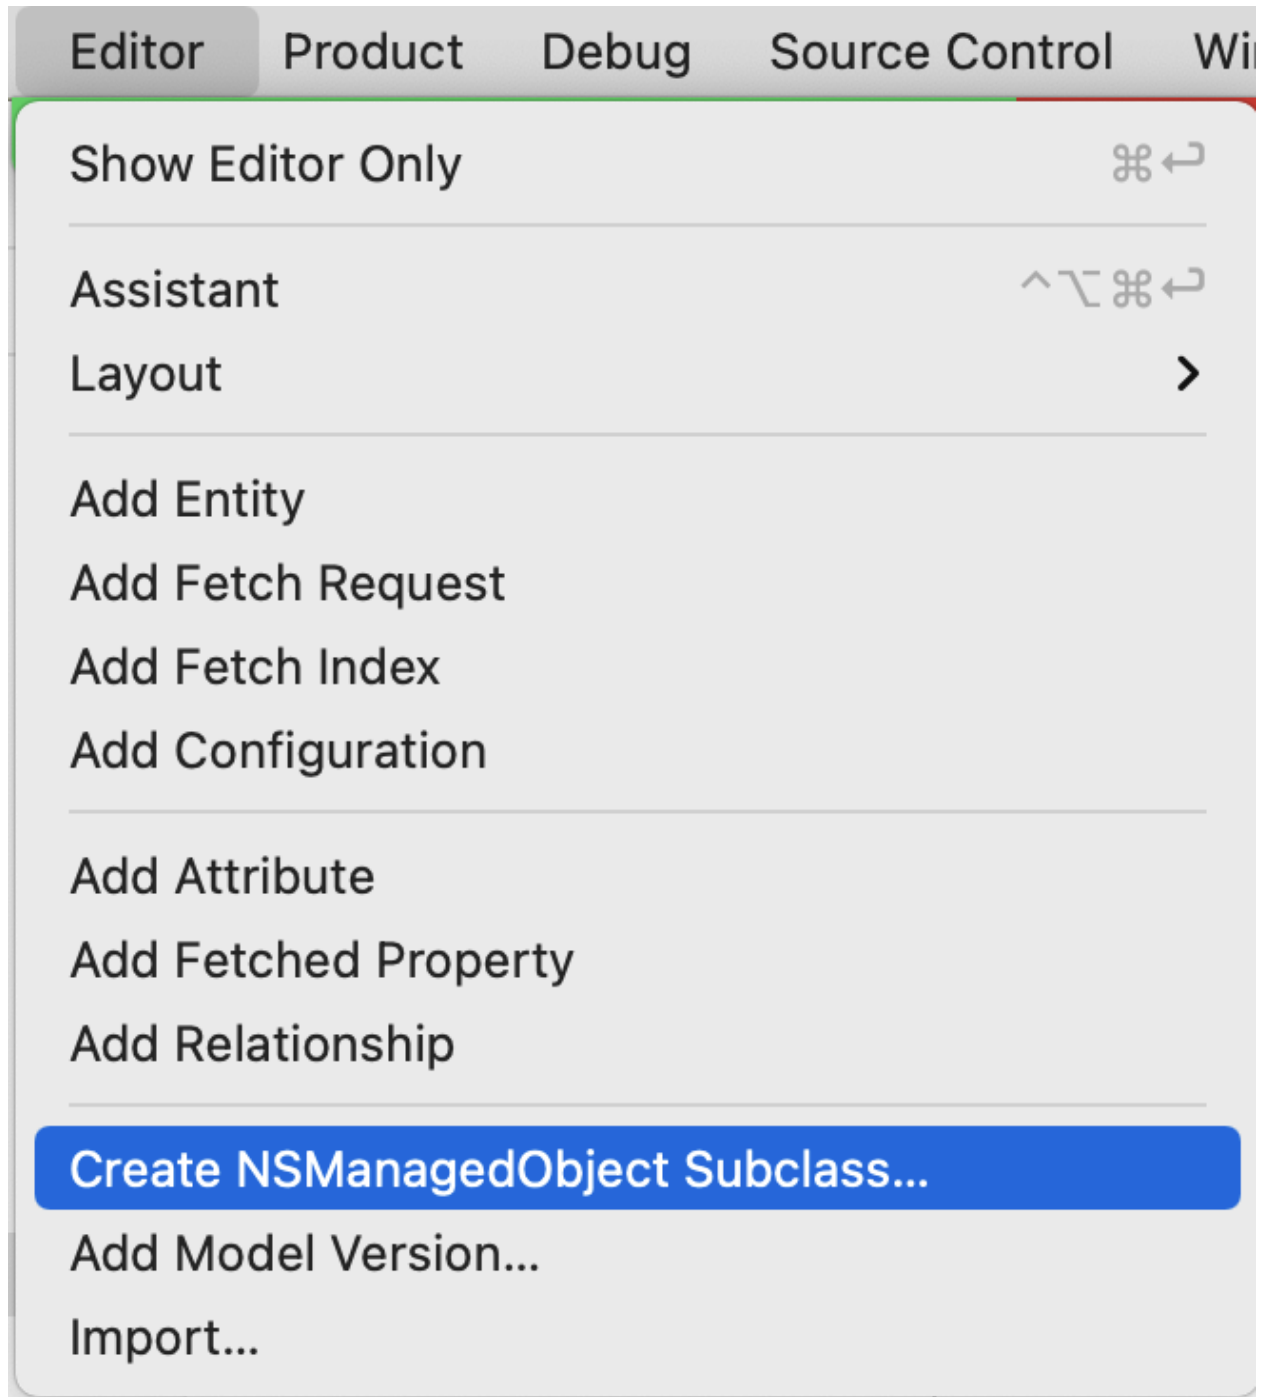 Editor Product Debug Source Control
Show Editor Only ⌘↩
Assistant ^⌥⌘↩
Layout
Add Entity
Add Fetch Request
Add Fetch Index
Add Configuration
Add Attribute
Add Fetched Property
Add Relationship
Create NSManagedObject Subclass...
Add Model Version...
Import...